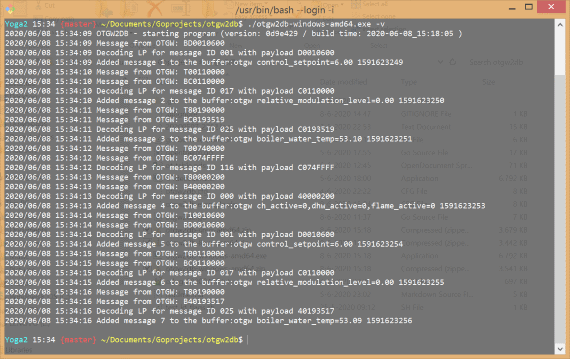 /usr/bin/bash --login -i
Yoga2 15:34 {master} ~/Documents/Goprojects/otgw2db$ ./otgw2db-windows-amd64.exe -v
2020/06/08 15:34:09 OTGW2DB - starting program (version: 0d9e429 / build time: 2020-06-08_15:18:05 )
2020/06/08 15:34:09 Message from OTGW: BD0010600
2020/06/08 15:34:09 Decoding LP for message ID 001 with payload D0010600
2020/06/08 15:34:09 Added message 1 to the buffer:otgw control_setpoint=6.00 1591623249
2020/06/08 15:34:10 Message from OTGW: T00110000
2020/06/08 15:34:10 Message from OTGW: BC0110000
2020/06/08 15:34:10 Decoding LP for message ID 017 with payload C0110000
2020/06/08 15:34:10 Added message 2 to the buffer:otgw relative_modulation_level=0.00 1591623250
2020/06/08 15:34:11 Message from OTGW: T80190000
2020/06/08 15:34:11 Message from OTGW: BC0193519
2020/06/08 15:34:11 Decoding LP for message ID 025 with payload C0193519
2020/06/08 15:34:11 Added message 3 to the buffer:otgw boiler_water_temp=53.10 1591623251
2020/06/08 15:34:12 Message from OTGW: T00740000
2020/06/08 15:34:12 Message from OTGW: BC074FFFF
2020/06/08 15:34:12 Decoding LP for message ID 116 with payload C074FFFF
2020/06/08 15:34:13 Message from OTGW: T80000200
2020/06/08 15:34:13 Message from OTGW: B40000200
2020/06/08 15:34:13 Decoding LP for message ID 000 with payload 40000200
2020/06/08 15:34:13 Added message 4 to the buffer:otgw ch_active=0,dhw_active=0,flame_active=0 1591623253
2020/06/08 15:34:14 Message from OTGW: T10010600
2020/06/08 15:34:14 Message from OTGW: BD0010600
2020/06/08 15:34:14 Decoding LP for message ID 001 with payload D0010600
2020/06/08 15:34:14 Added message 5 to the buffer:otgw control_setpoint=6.00 1591623254
2020/06/08 15:34:15 Message from OTGW: T00110000
2020/06/08 15:34:15 Message from OTGW: BC0110000
2020/06/08 15:34:15 Decoding LP for message ID 017 with payload C0110000
2020/06/08 15:34:15 Added message 6 to the buffer:otgw relative_modulation_level=0.00 1591623255
2020/06/08 15:34:16 Message from OTGW: T80190000
2020/06/08 15:34:16 Message from OTGW: B40193517
2020/06/08 15:34:16 Decoding LP for message ID 025 with payload 40193517
2020/06/08 15:34:16 Added message 7 to the buffer:otgw boiler_water_temp=53.09 1591623256
Yoga2 15:34 {master} ~/Documents/Goprojects/otgw2db$